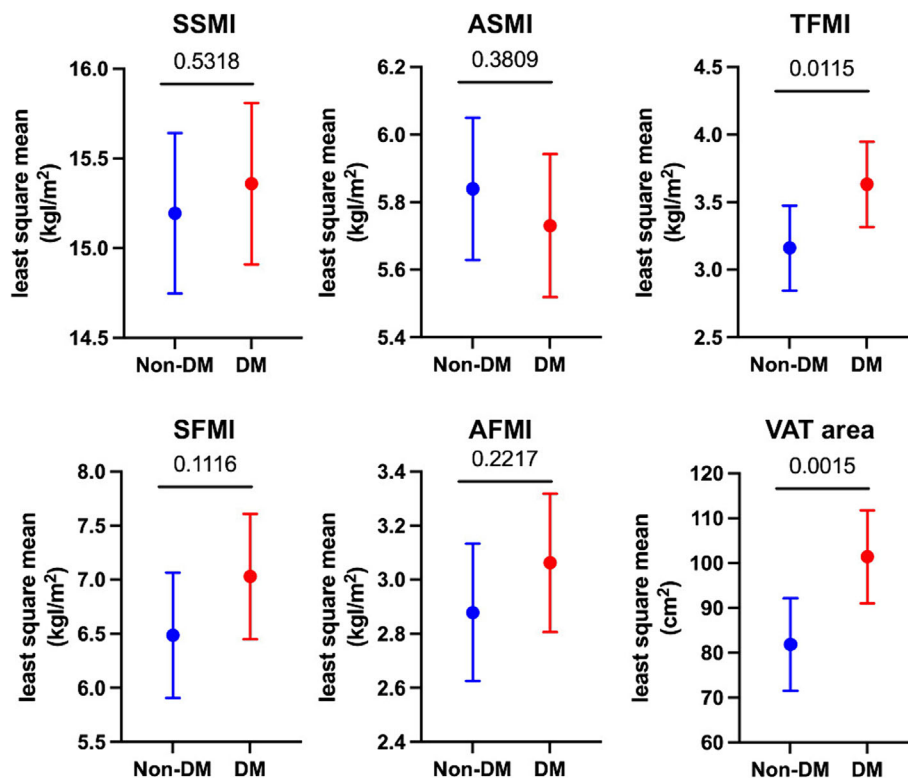 SSMI
0.5318
least square mean
(kgl/m²)
16.0
15.5
15.0
14.5
Non-DM DM
ASMI
0.3809
least square mean
(kgl/m²)
6.2
6.0
5.8
5.6
5.4
Non-DM DM
TFMI
0.0115
least square mean
(kgl/m²)
4.5
4.0
3.5
3.0
2.5
Non-DM DM
SFMI
0.1116
least square mean
(kgl/m²)
8.0
7.5
7.0
6.5
6.0
5.5
Non-DM DM
AFMI
0.2217
least square mean
(kgl/m²)
3.4
3.2
3.0
2.8
2.6
2.4
Non-DM DM
VAT area
0.0015
least square mean
(cm²)
120
110
100
90
80
70
60
Non-DM DM